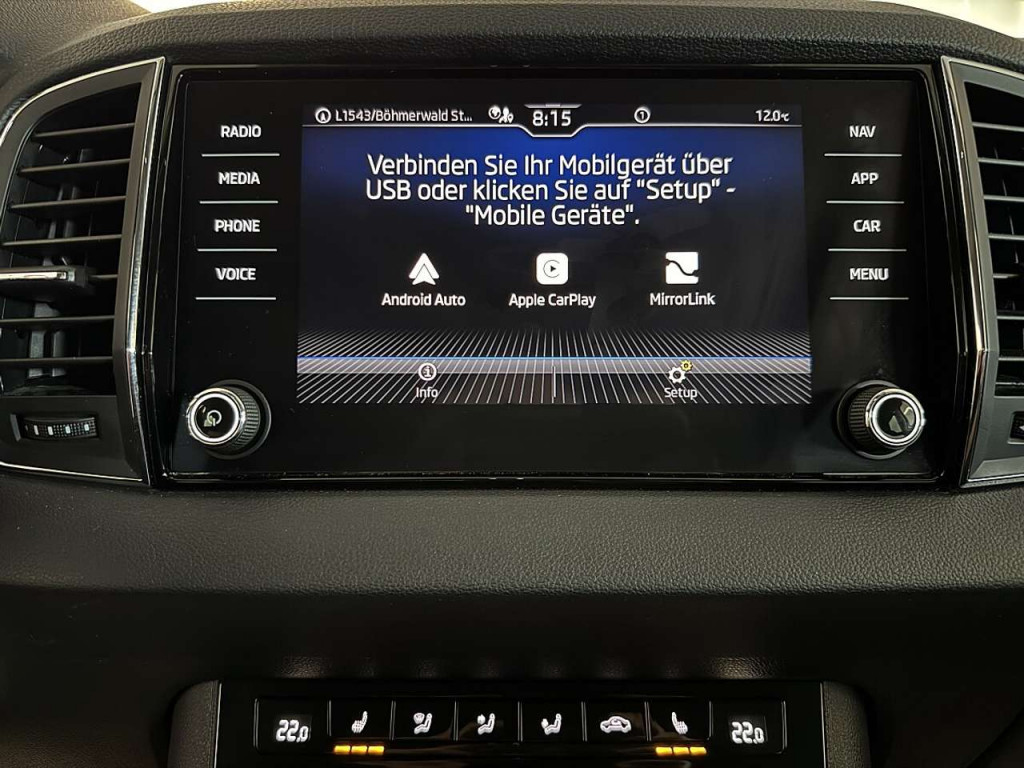 L1543/Böhmerwald St... 8:15 1 12.0°C
RADIO
MEDIA
PHONE
VOICE
Verbinden Sie Ihr Mobilgerät über
USB oder klicken Sie auf "Setup" -
"Mobile Geräte".
Android Auto Apple CarPlay MirrorLink
Info Setup
NAV
APP
CAR
MENU
22.0 22.0